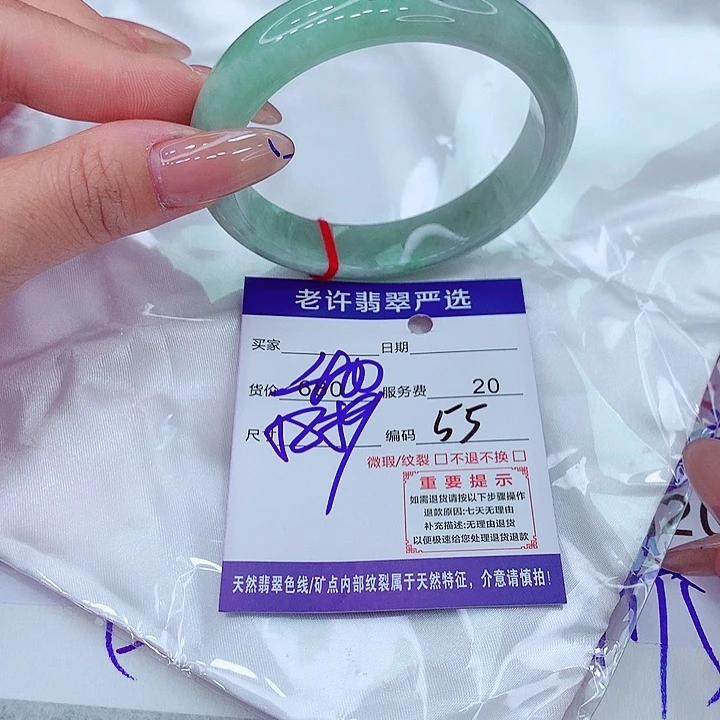 老许翡翠严选
买家 日期
货价 680 服务费 20
尺寸 编码 55
微瑕/纹裂 □ 不退不换 □
重要提示
如需退货请按以下步骤操作
退款原因:七天无理由
补充描述:无理由退货
以便极速给您处理退货退款
天然翡翠色线/矿点内部纹裂属于天然特征，介意请慎拍!
20